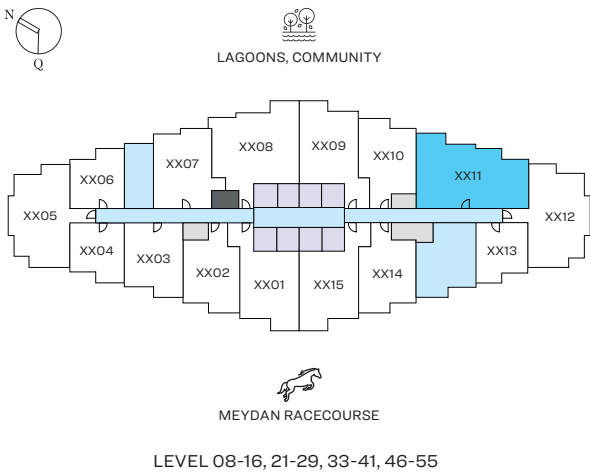 N
Q
LAGOONS, COMMUNITY
XX08
XX09
XX07
XX10
XX06
XX11
XX05
XX12
XX04
XX03
XX02
XX01
XX15
XX14
XX13
MEYDAN RACECOURSE
LEVEL 08-16, 21-29, 33-41, 46-55